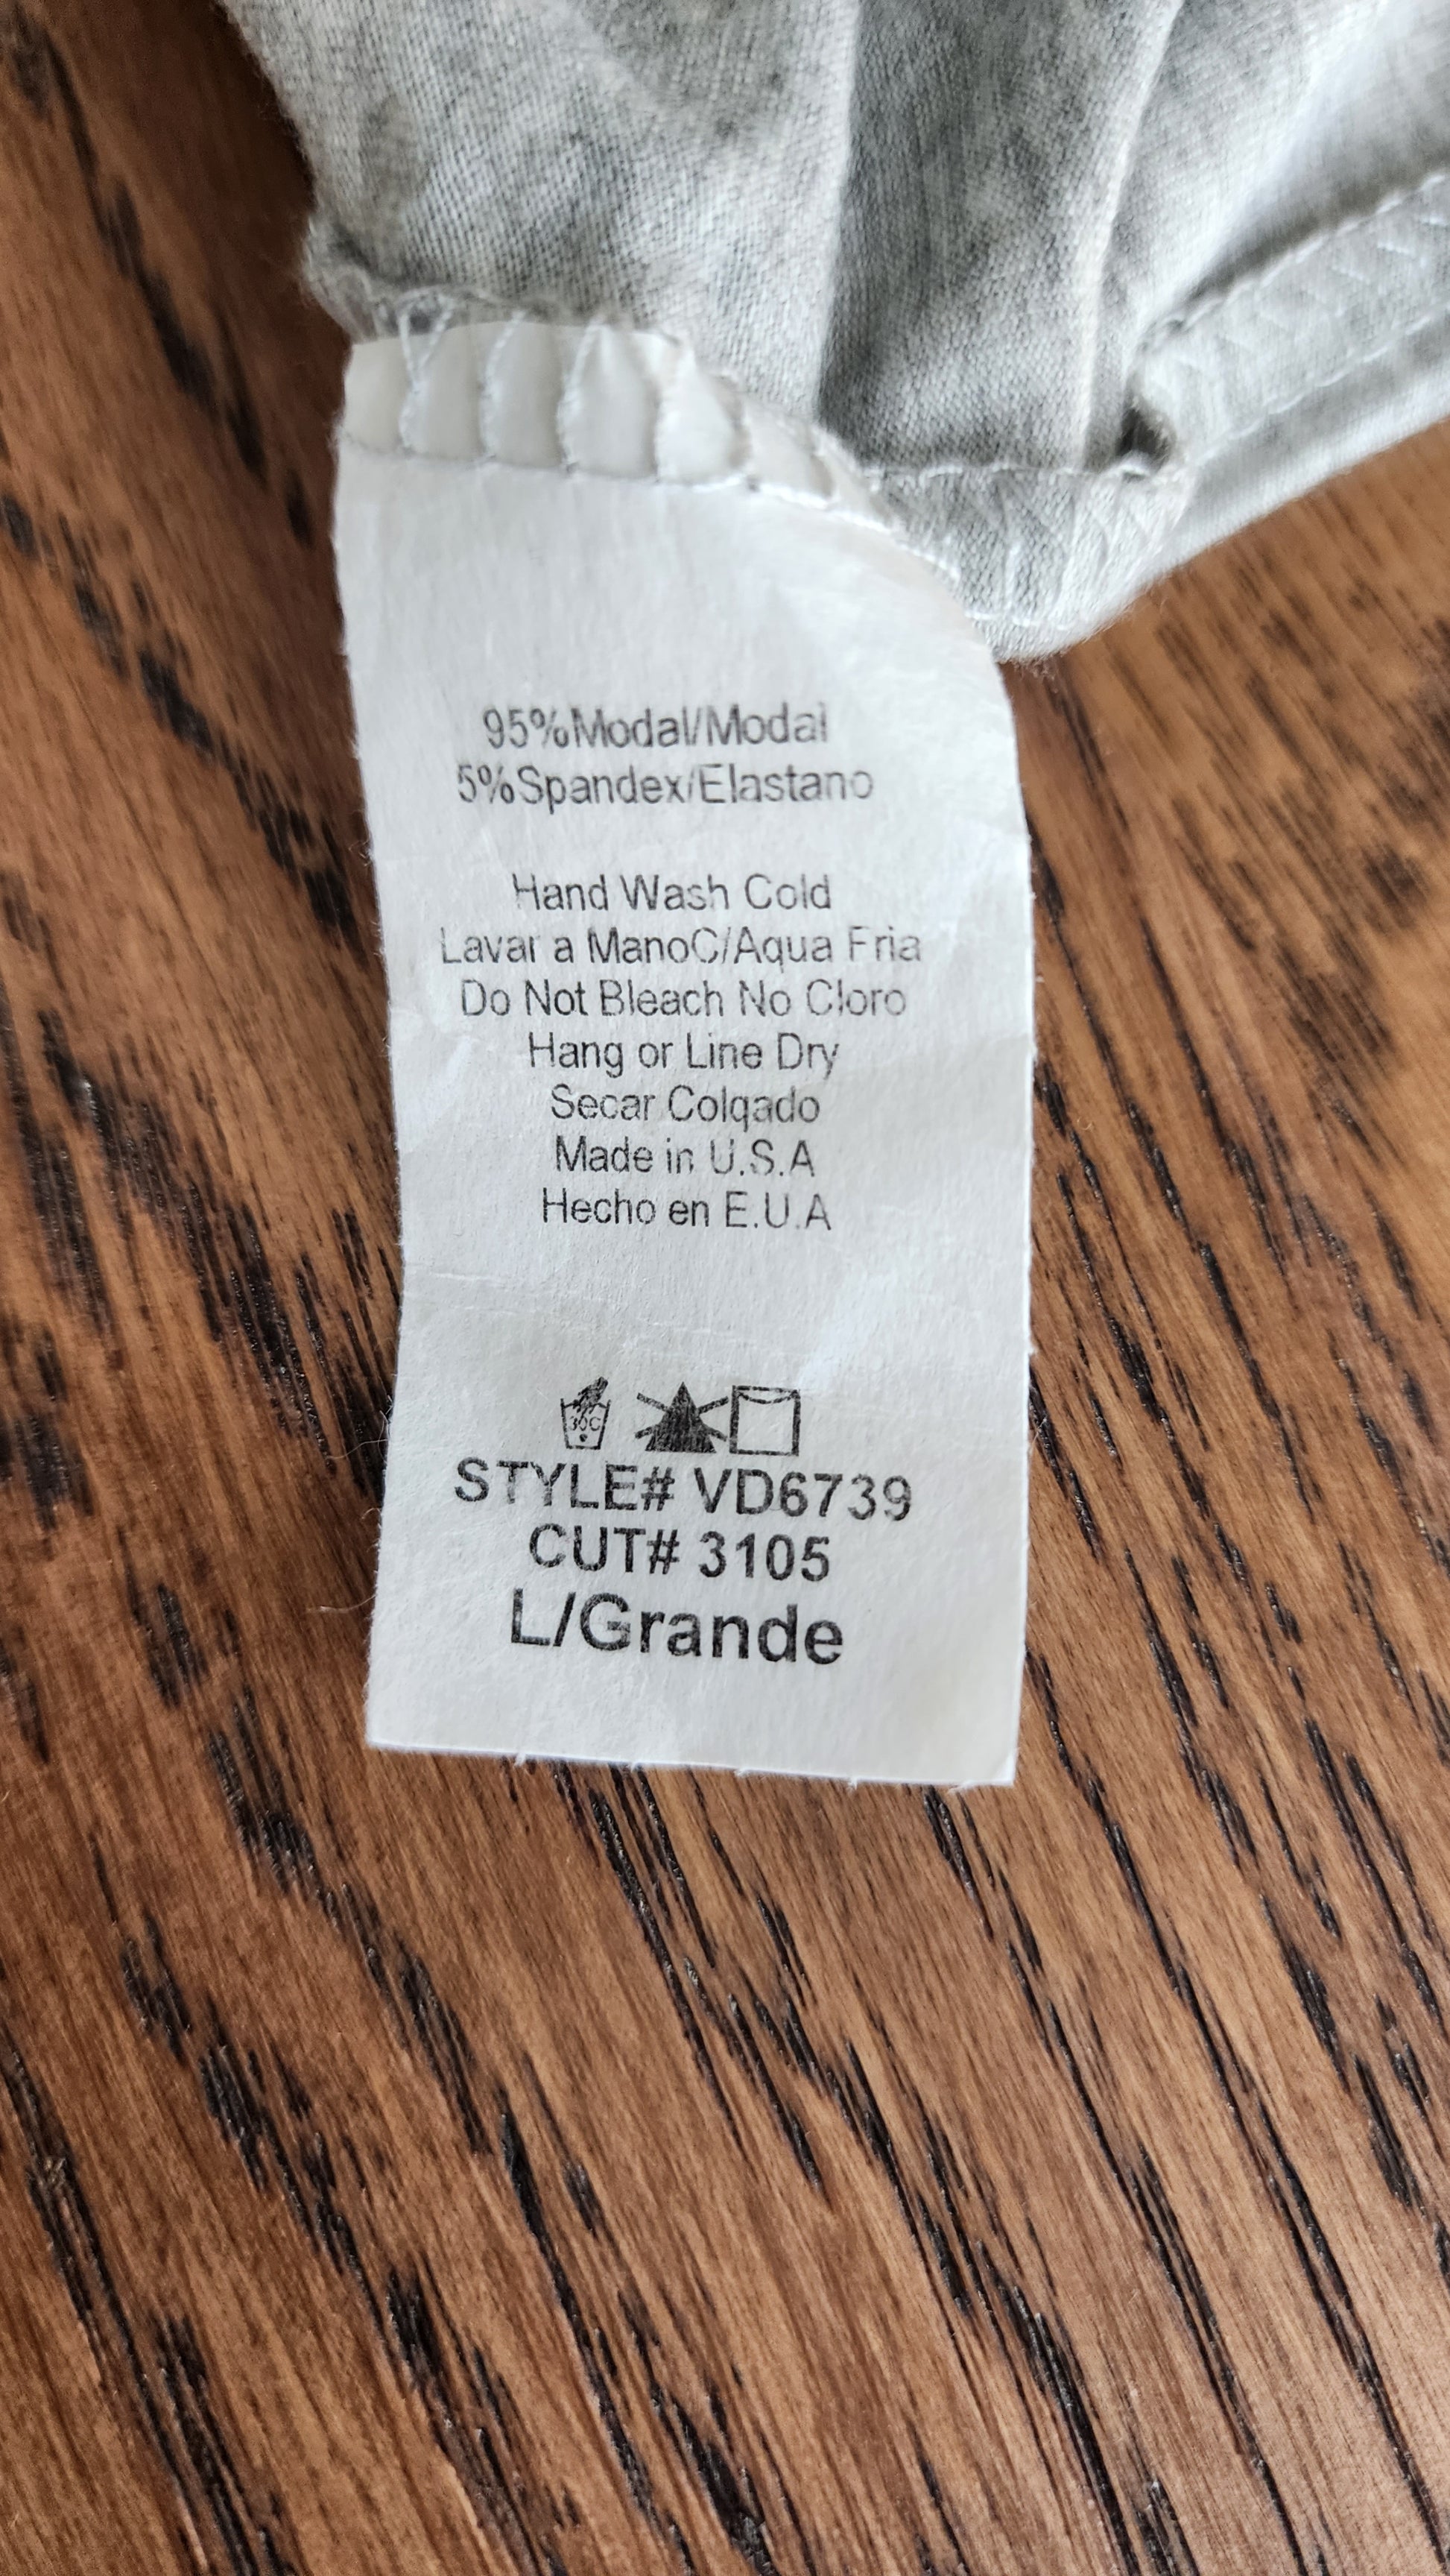 95%Modal/Modal
5%Spandex/Elastano
Hand Wash Cold
Lavar a ManoC/Aqua Fria
Do Not Bleach No Cloro
Hang or Line Dry
Secar Colqado
Made in U.S.A
Hecho en E.U.A
30C
STYLE# VD6739
CUT# 3105
L/Grande